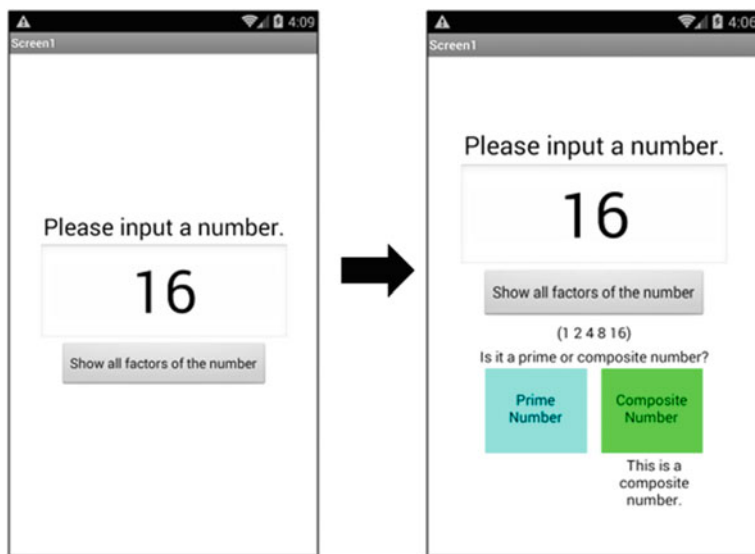 4:09
Screen1
Please input a number.
16
Show all factors of the number
4:06
Screen1
Please input a number.
16
Show all factors of the number
(1 2 4 8 16)
Is it a prime or composite number?
Prime
Number
Composite
Number
This is a
composite
number.